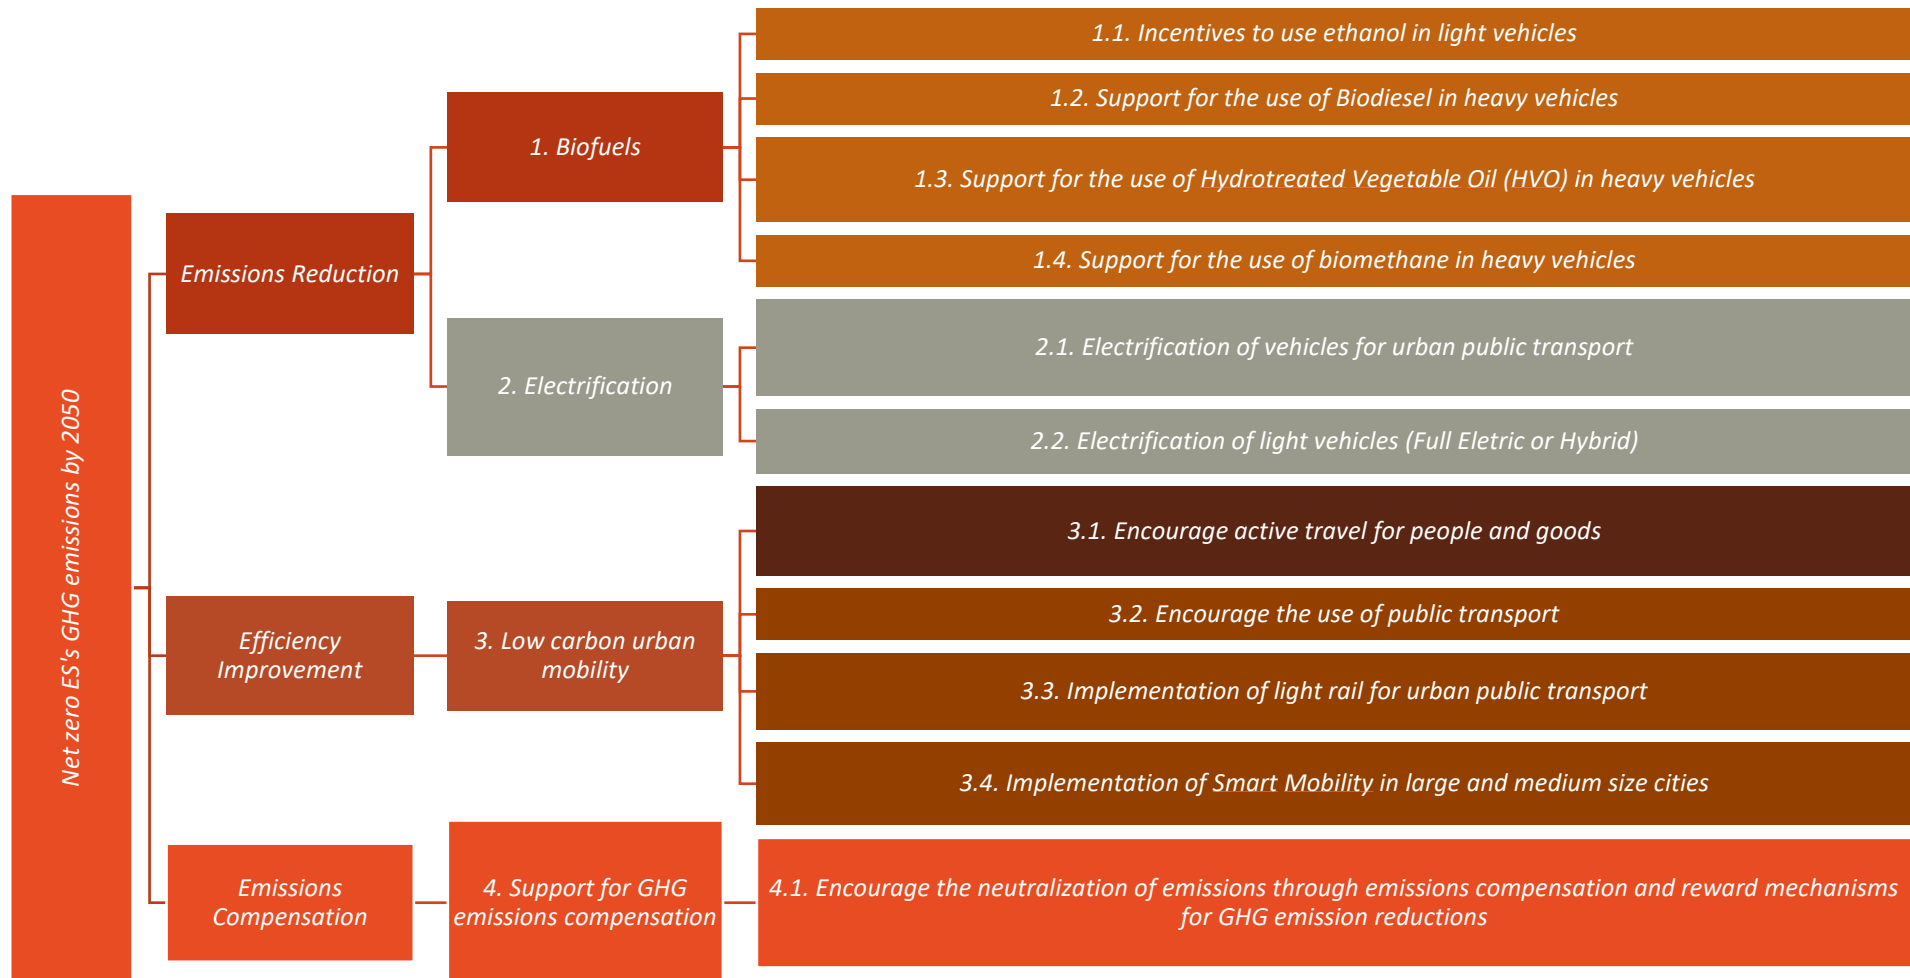 Net zero ES's GHG emissions by 2050
Emissions Reduction
1. Biofuels
1.1. Incentives to use ethanol in light vehicles
1.2. Support for the use of Biodiesel in heavy vehicles
1.3. Support for the use of Hydrotreated Vegetable Oil (HVO) in heavy vehicles
1.4. Support for the use of biomethane in heavy vehicles
2. Electrification
2.1. Electrification of vehicles for urban public transport
2.2. Electrification of light vehicles (Full Eletric or Hybrid)
Efficiency
Improvement
3. Low carbon urban
mobility
3.1. Encourage active travel for people and goods
3.2. Encourage the use of public transport
3.3. Implementation of light rail for urban public transport
3.4. Implementation of Smart Mobility in large and medium size cities
Emissions
Compensation
4. Support for GHG
emissions compensation
4.1. Encourage the neutralization of emissions through emissions compensation and reward mechanisms
for GHG emission reductions